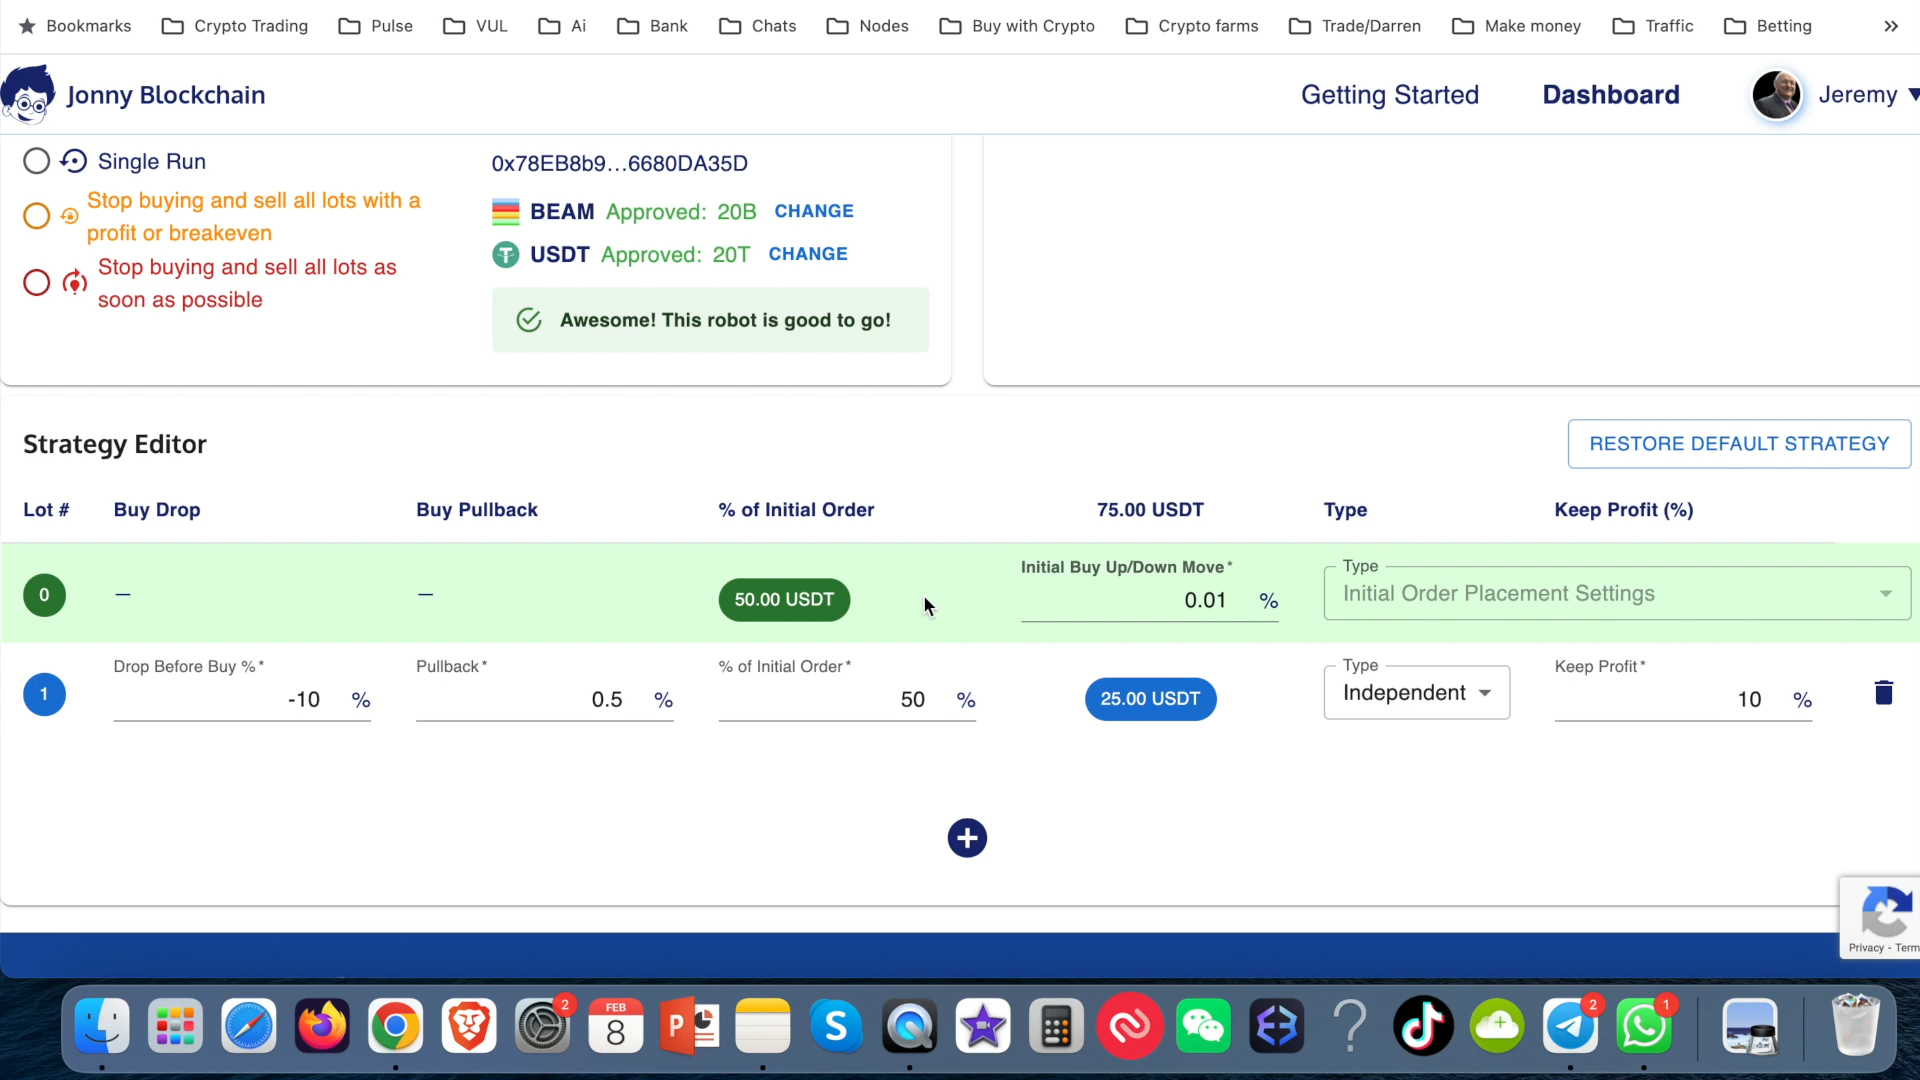 Bookmarks Crypto Trading Pulse VUL Ai Bank Chats Nodes Buy with Crypto Crypto farms Trade/Darren Make money Traffic Betting »
Jonny Blockchain Getting Started Dashboard Jeremy
Single Run
Stop buying and sell all lots with a
profit or breakeven
Stop buying and sell all lots as
soon as possible
0x78EB8b9...6680DA35D
BEAM Approved: 20B CHANGE
USDT Approved: 20T CHANGE
Awesome! This robot is good to go!
Strategy Editor
RESTORE DEFAULT STRATEGY
Lot # Buy Drop Buy Pullback % of Initial Order 75.00 USDT Type Keep Profit (%)
Initial Buy Up/Down Move* Type
0 — — 50.00 USDT 0.01 % Initial Order Placement Settings
Drop Before Buy %* Pullback* % of Initial Order* Type Keep Profit*
1 -10 % 0.5 % 50 % 25.00 USDT Independent 10 %
Privacy - Term
2 FEB 8 P S ? 2 1